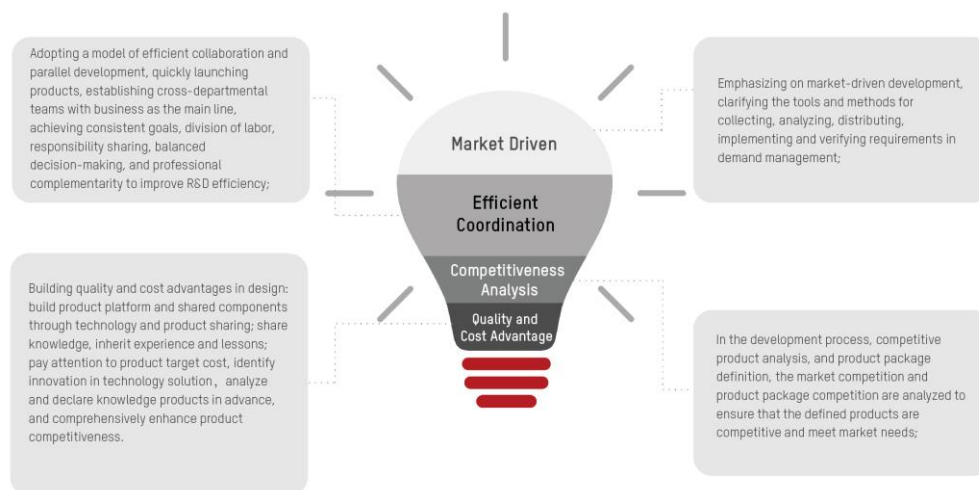 Adopting a model of efficient collaboration and
parallel development, quickly launching
products, establishing cross-departmental
teams with business as the main line,
achieving consistent goals, division of labor,
responsibility sharing, balanced
decision-making, and professional
complementarity to improve R&D efficiency;
Market Driven
Emphasizing on market-driven development,
clarifying the tools and methods for
collecting, analyzing, distributing,
implementing and verifying requirements in
demand management;
Efficient
Coordination
Competitiveness
Analysis
Quality and
Cost Advantage
Building quality and cost advantages in design:
build product platform and shared components
through technology and product sharing; share
knowledge, inherit experience and lessons;
pay attention to product target cost, identify
innovation in technology solution, analyze
and declare knowledge products in advance,
and comprehensively enhance product
competitiveness.
In the development process, competitive
product analysis, and product package
definition, the market competition and
product package competition are analyzed to
ensure that the defined products are
competitive and meet market needs;